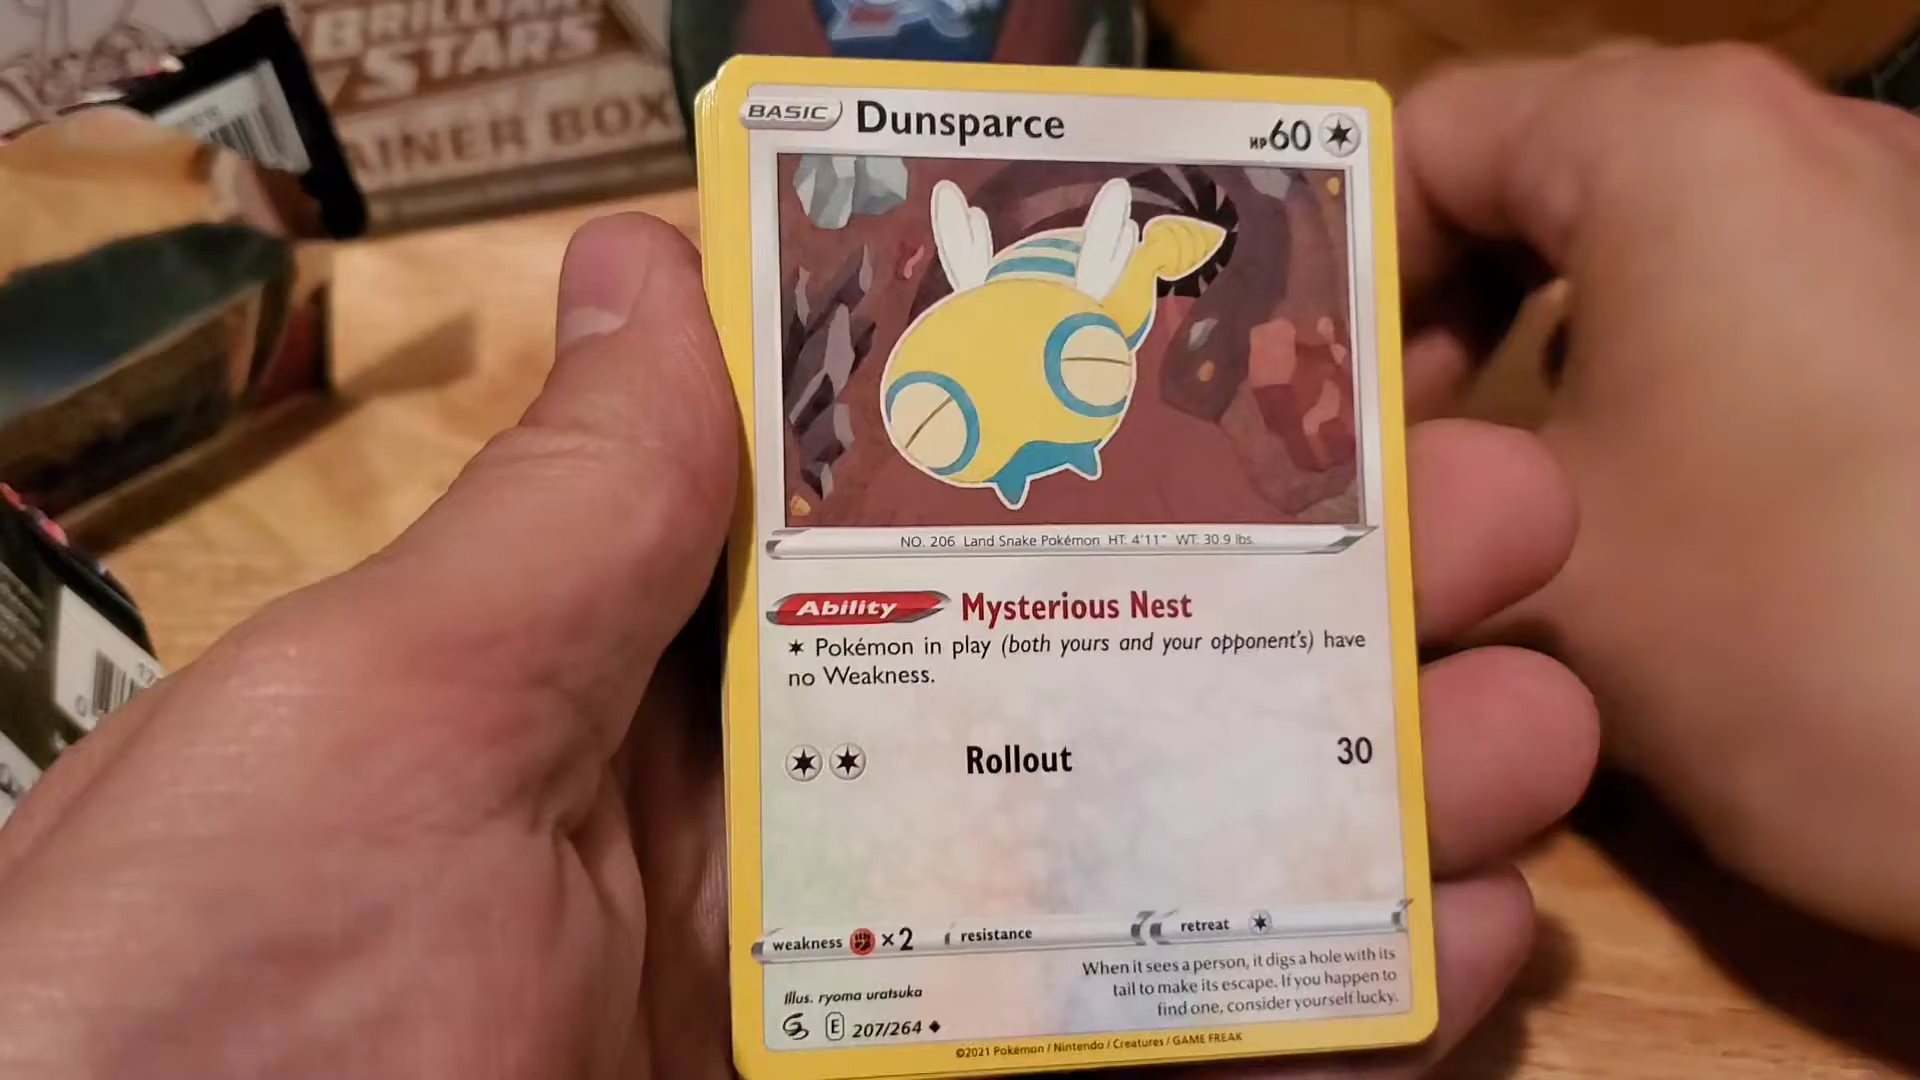 BRILLIANT
STARS
TRAINER BOX
BASIC Dunsparce HP60
NO. 206 Land Snake Pokémon HT: 4'11" WT: 30.9 lbs.
Ability Mysterious Nest
Pokémon in play (both yours and your opponent's) have
no Weakness.
Rollout 30
weakness ×2 resistance retreat
When it sees a person, it digs a hole with its
tail to make its escape. If you happen to
find one, consider yourself lucky.
Illus. ryoma uratsuka
E 207/264
©2021 Pokémon / Nintendo / Creatures / GAME FREAK